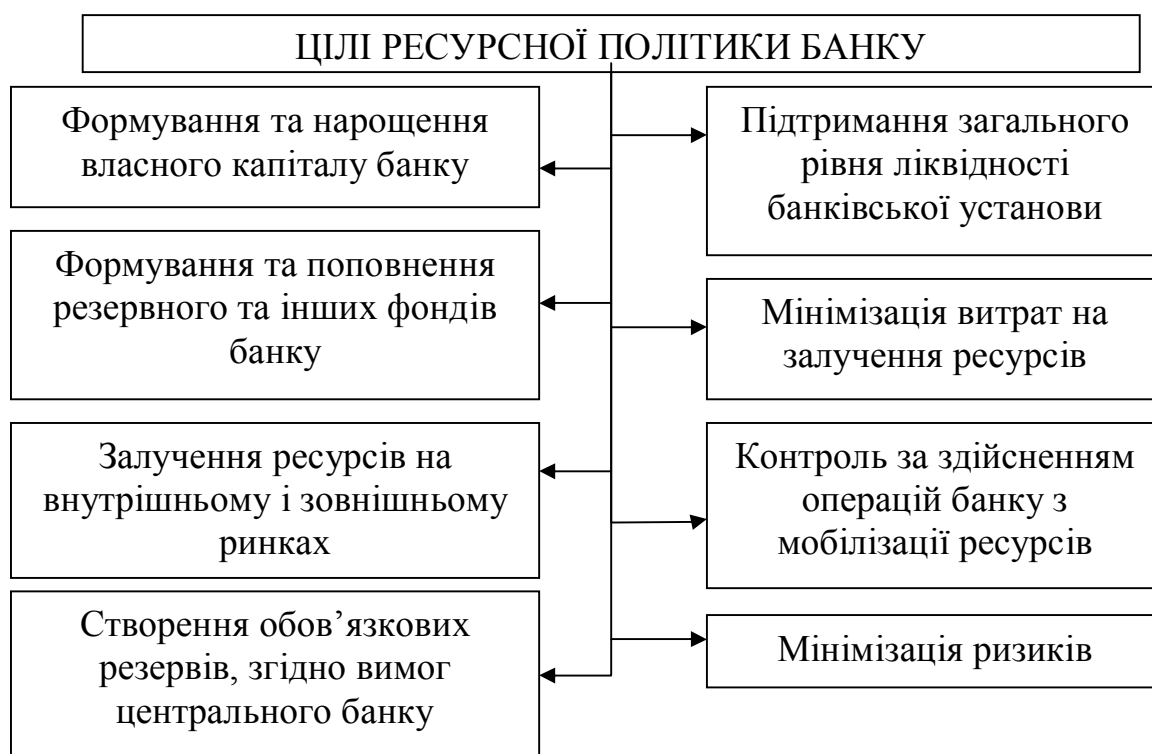 ЦІЛІ РЕСУРСНОЇ ПОЛІТИКИ БАНКУ
Формування та нарощення
власного капіталу банку
Формування та поповнення
резервного та інших фондів
банку
Залучення ресурсів на
внутрішньому і зовнішньому
ринках
Створення обов’язкових
резервів, згідно вимог
центрального банку
Підтримання загального
рівня ліквідності
банківської установи
Мінімізація витрат на
залучення ресурсів
Контроль за здійсненням
операцій банку з
мобілізації ресурсів
Мінімізація ризиків